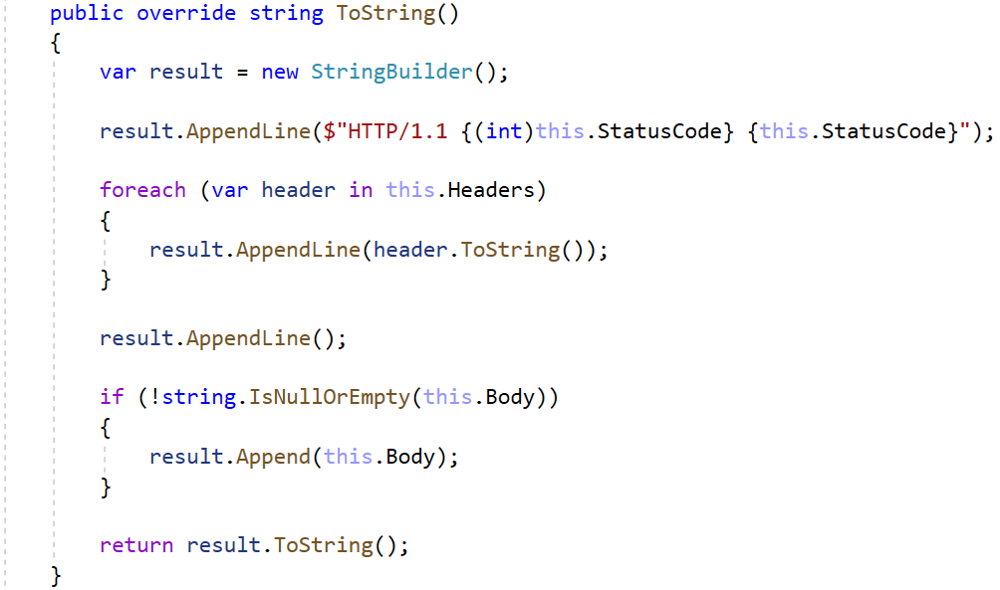 public override string ToString()
{
    var result = new StringBuilder();

    result.AppendLine($"HTTP/1.1 {(int)this.StatusCode} {this.StatusCode}");

    foreach (var header in this.Headers)
    {
        result.AppendLine(header.ToString());
    }

    result.AppendLine();

    if (!string.IsNullOrEmpty(this.Body))
    {
        result.Append(this.Body);
    }

    return result.ToString();
}